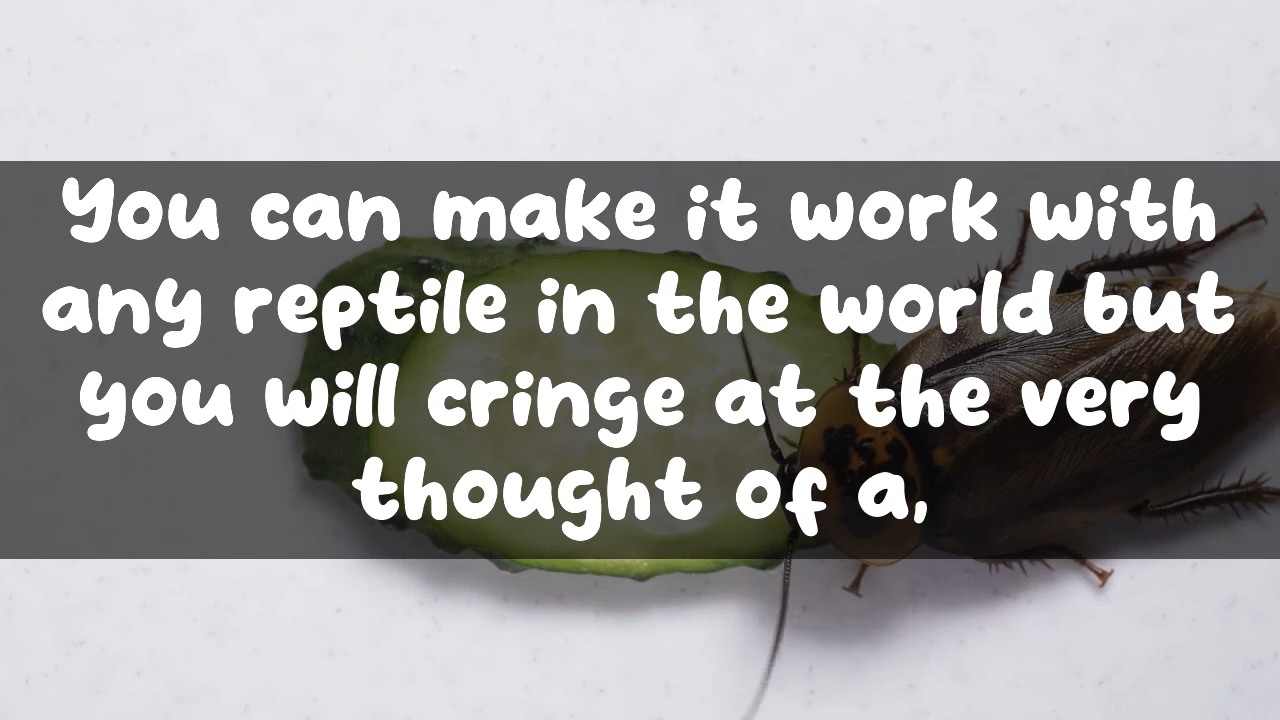 You can make it work with
any reptile in the world but
you will cringe at the very
thought of a,